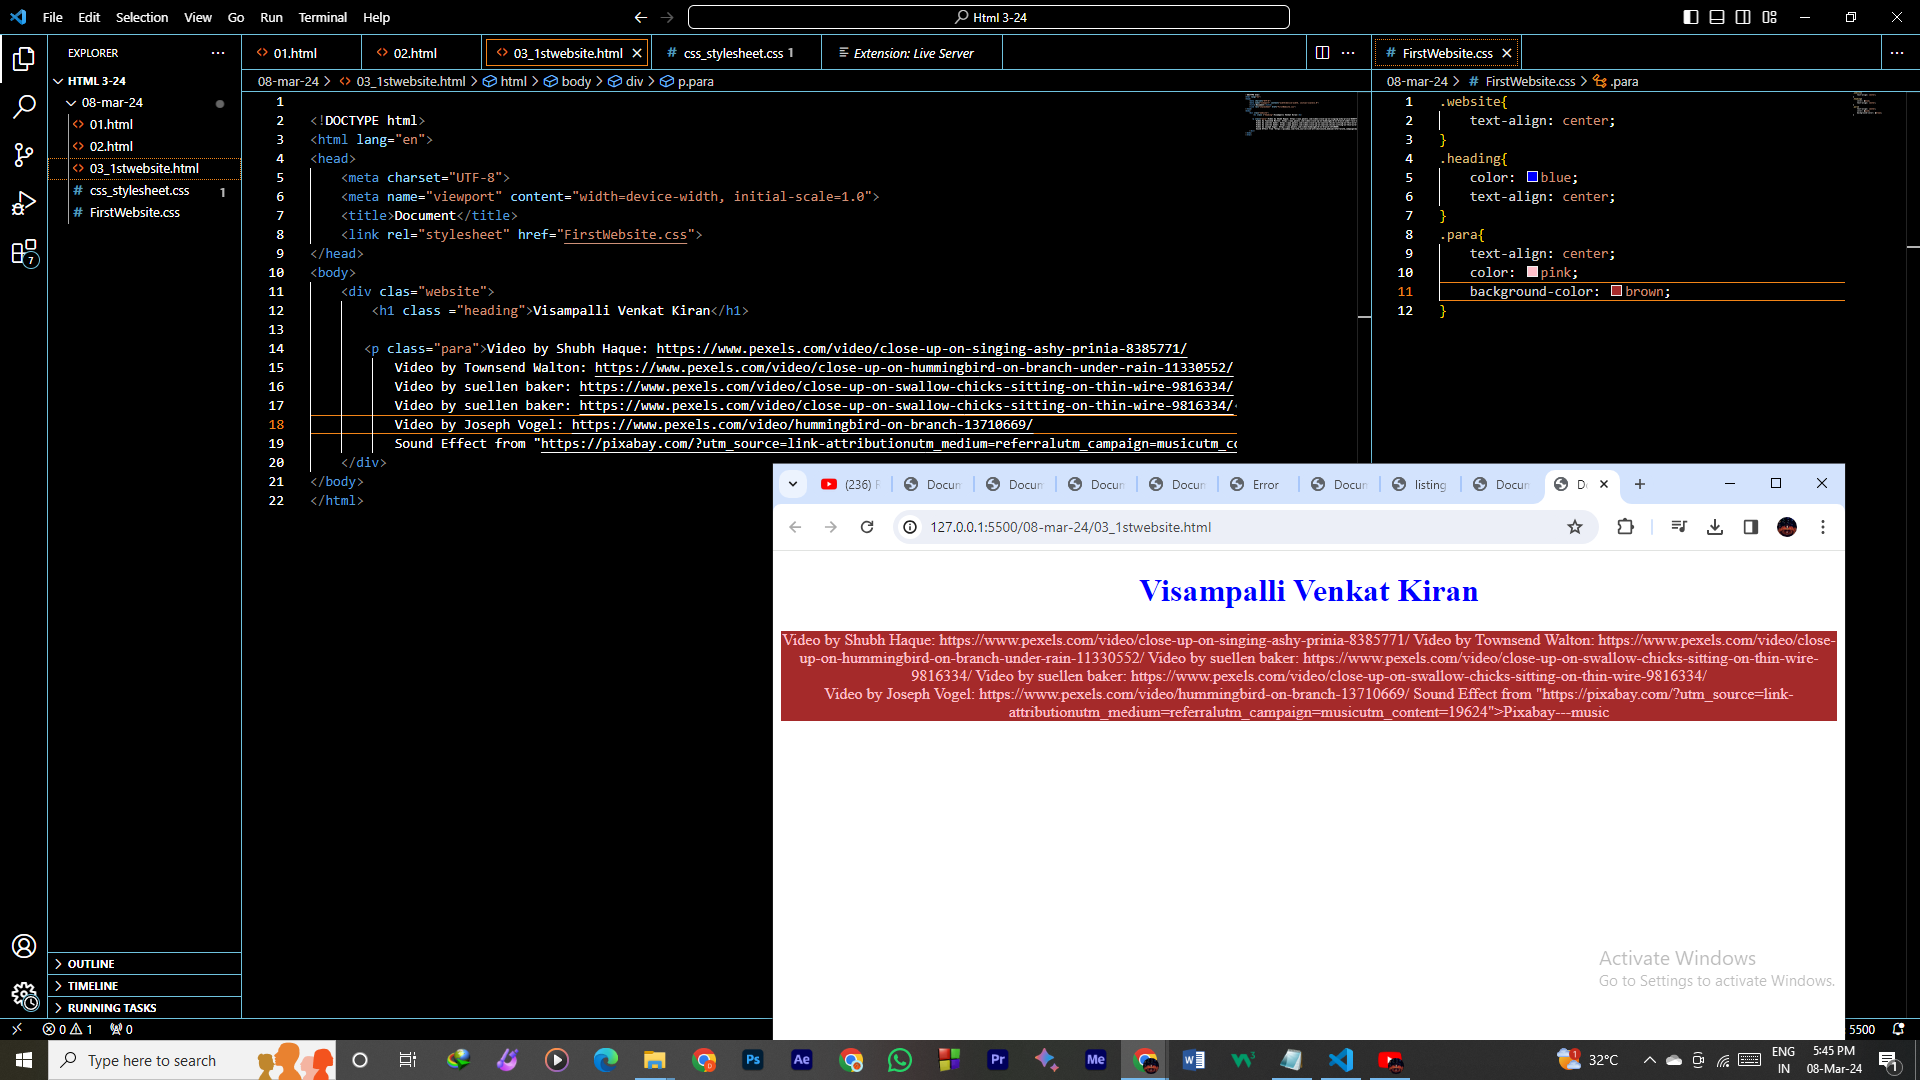 File Edit Selection View Go Run Terminal Help
Html 3-24
EXPLORER
HTML 3-24
08-mar-24
01.html
02.html
03_1stwebsite.html
css_stylesheet.css 1
FirstWebsite.css
7
OUTLINE
TIMELINE
RUNNING TASKS
01.html 02.html 03_1stwebsite.html css_stylesheet.css 1 Extension: Live Server
08-mar-24 > 03_1stwebsite.html > html > body > div > p.para
1
2 <!DOCTYPE html>
3 <html lang="en">
4 <head>
5 <meta charset="UTF-8">
6 <meta name="viewport" content="width=device-width, initial-scale=1.0">
7 <title>Document</title>
8 <link rel="stylesheet" href="FirstWebsite.css">
9 </head>
10 <body>
11 <div clas="website">
12 <h1 class ="heading">Visampalli Venkat Kiran</h1>
13
14 <p class="para">Video by Shubh Haque: https://www.pexels.com/video/close-up-on-singing-ashy-prinia-8385771/
15 Video by Townsend Walton: https://www.pexels.com/video/close-up-on-hummingbird-on-branch-under-rain-11330552/
16 Video by suellen baker: https://www.pexels.com/video/close-up-on-swallow-chicks-sitting-on-thin-wire-9816334/
17 Video by suellen baker: https://www.pexels.com/video/close-up-on-swallow-chicks-sitting-on-thin-wire-9816334/
18 Video by Joseph Vogel: https://www.pexels.com/video/hummingbird-on-branch-13710669/
19 Sound Effect from "https://pixabay.com/?utm_source=link-attributionutm_medium=referralutm_campaign=musicutm_co
20 </div>
21 </body>
22 </html>
FirstWebsite.css
08-mar-24 > FirstWebsite.css > .para
1 .website{
2 text-align: center;
3 }
4 .heading{
5 color: blue;
6 text-align: center;
7 }
8 .para{
9 text-align: center;
10 color: pink;
11 background-color: brown;
12 }
(236) Docum Docum Docum Docum Error Docum listing Docum D
127.0.0.1:5500/08-mar-24/03_1stwebsite.html
Visampalli Venkat Kiran
Video by Shubh Haque: https://www.pexels.com/video/close-up-on-singing-ashy-prinia-8385771/ Video by Townsend Walton: https://www.pexels.com/video/close-
up-on-hummingbird-on-branch-under-rain-11330552/ Video by suellen baker: https://www.pexels.com/video/close-up-on-swallow-chicks-sitting-on-thin-wire-
9816334/ Video by suellen baker: https://www.pexels.com/video/close-up-on-swallow-chicks-sitting-on-thin-wire-9816334/
Video by Joseph Vogel: https://www.pexels.com/video/hummingbird-on-branch-13710669/ Sound Effect from "https://pixabay.com/?utm_source=link-
attributionutm_medium=referralutm_campaign=musicutm_content=19624">Pixabay---music
Activate Windows
Go to Settings to activate Windows.
0 1 0
5500
Type here to search
Ps Ae Pr Me
1 32°C
ENG
IN
5:45 PM
08-Mar-24
1